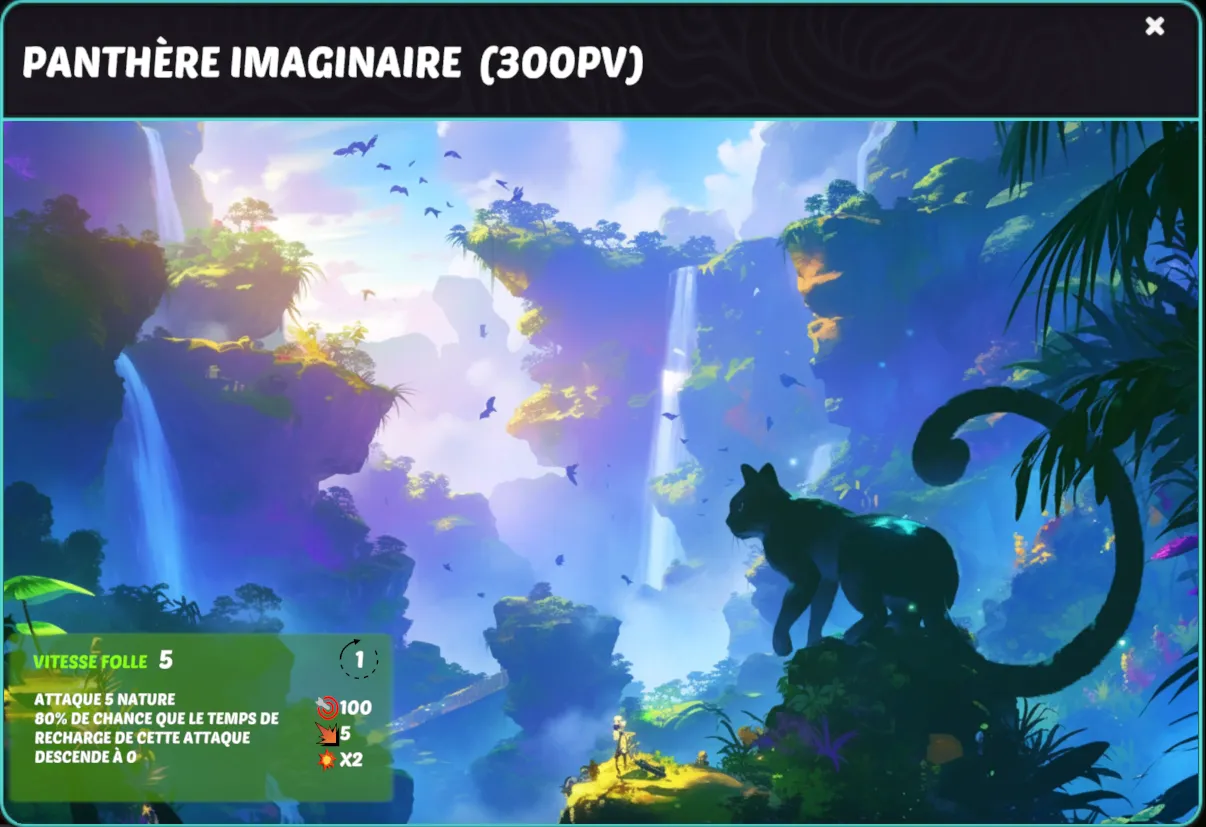 PANTHÈRE IMAGINAIRE (300PV)
VITESSE FOLLE 5
1
ATTAQUE 5 NATURE
80% DE CHANCE QUE LE TEMPS DE
RECHARGE DE CETTE ATTAQUE
DESCENDE À 0
100
5
X2